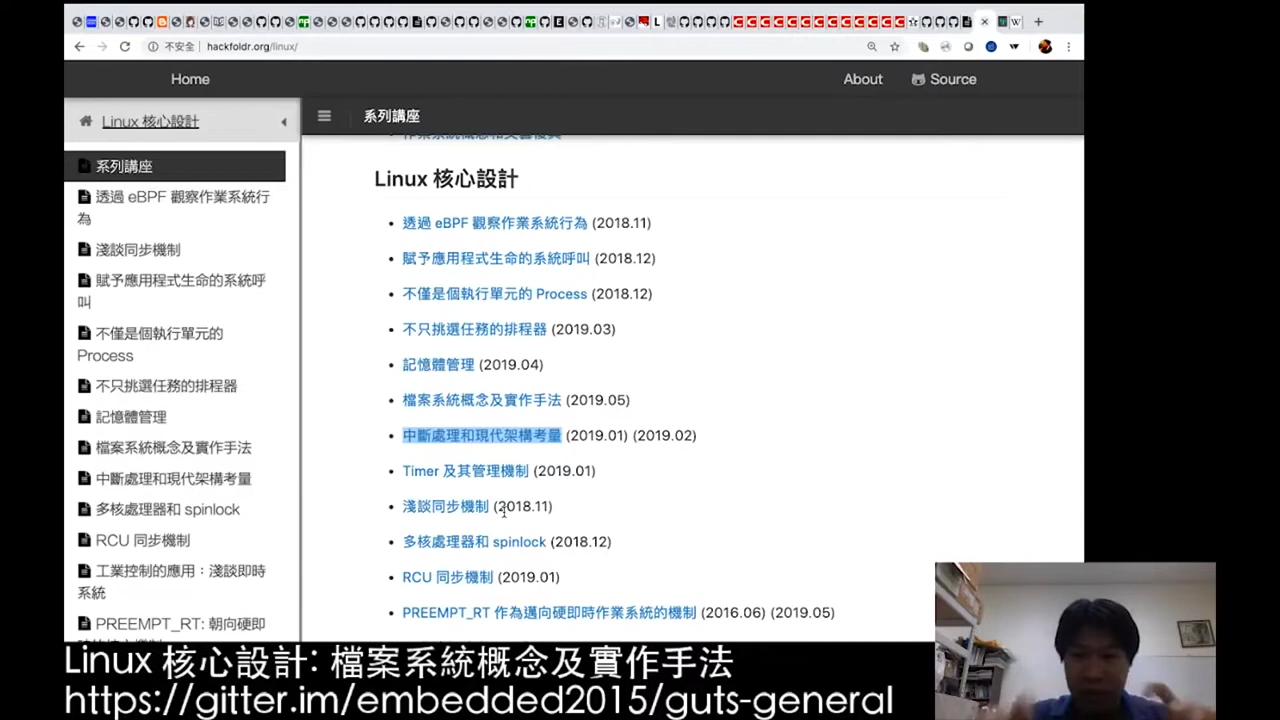 不安全 hackfoldr.org/linux/
Home
About
Source
Linux 核心設計
系列講座
透過 eBPF 觀察作業系統行
為
淺談同步機制
賦予應用程式生命的系統呼
叫
不僅是個執行單元的
Process
不只挑選任務的排程器
記憶體管理
檔案系統概念及實作手法
中斷處理和現代架構考量
多核處理器和 spinlock
RCU 同步機制
工業控制的應用：淺談即時
系統
PREEMPT_RT: 朝向硬即
系列講座
Linux 核心設計
透過 eBPF 觀察作業系統行為 (2018.11)
賦予應用程式生命的系統呼叫 (2018.12)
不僅是個執行單元的 Process (2018.12)
不只挑選任務的排程器 (2019.03)
記憶體管理 (2019.04)
檔案系統概念及實作手法 (2019.05)
中斷處理和現代架構考量 (2019.01) (2019.02)
Timer 及其管理機制 (2019.01)
淺談同步機制 (2018.11)
多核處理器和 spinlock (2018.12)
RCU 同步機制 (2019.01)
PREEMPT_RT 作為邁向硬即時作業系統的機制 (2016.06) (2019.05)
Linux 核心設計: 檔案系統概念及實作手法
https://gitter.im/embedded2015/guts-general